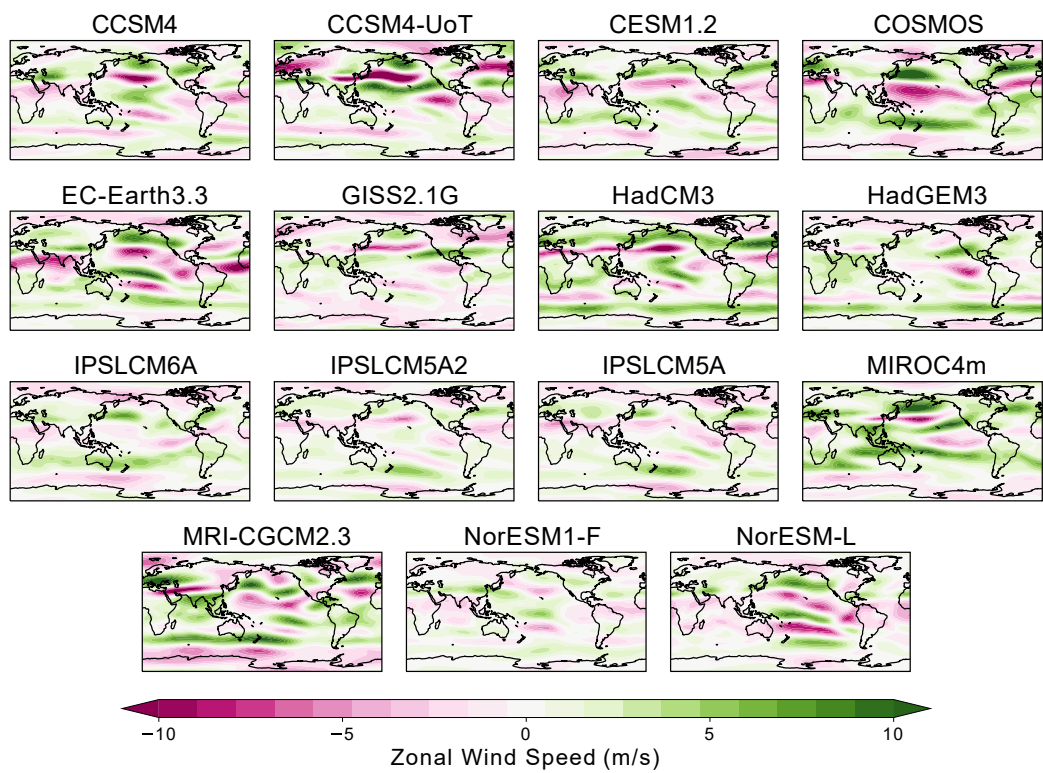 CCSM4 CCSM4-UoT CESM1.2 COSMOS
EC-Earth3.3 GISS2.1G HadCM3 HadGEM3
IPSLCM6A IPSLCM5A2 IPSLCM5A MIROC4m
MRI-CGCM2.3 NorESM1-F NorESM-L
−10 −5 0 5 10
Zonal Wind Speed (m/s)